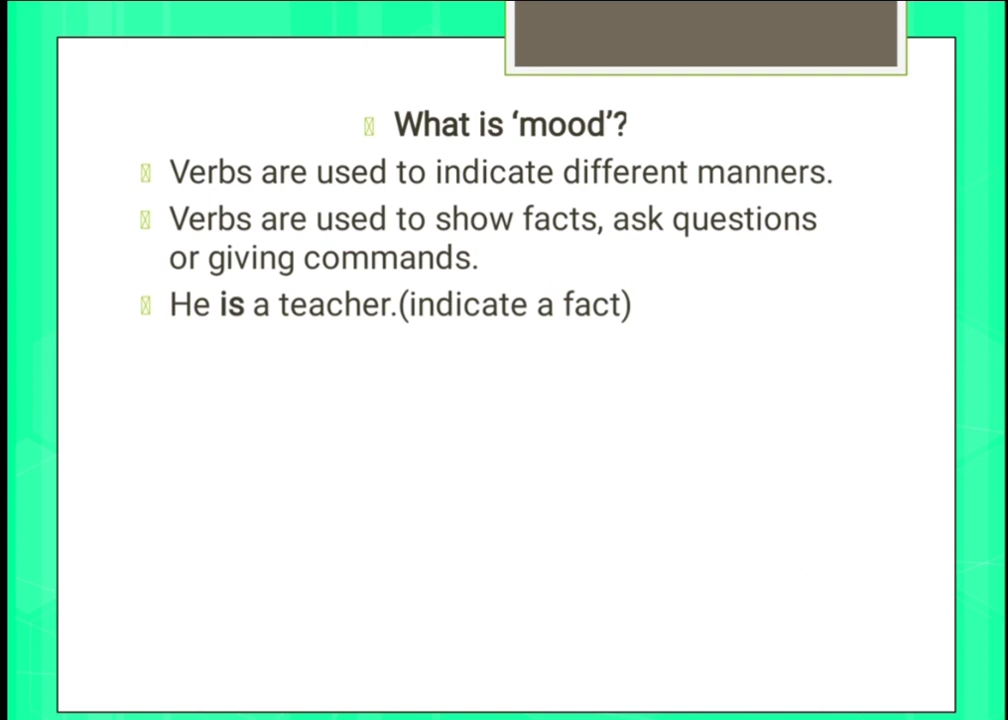 What is ‘mood’?
Verbs are used to indicate different manners.
Verbs are used to show facts, ask questions
or giving commands.
He is a teacher.(indicate a fact)